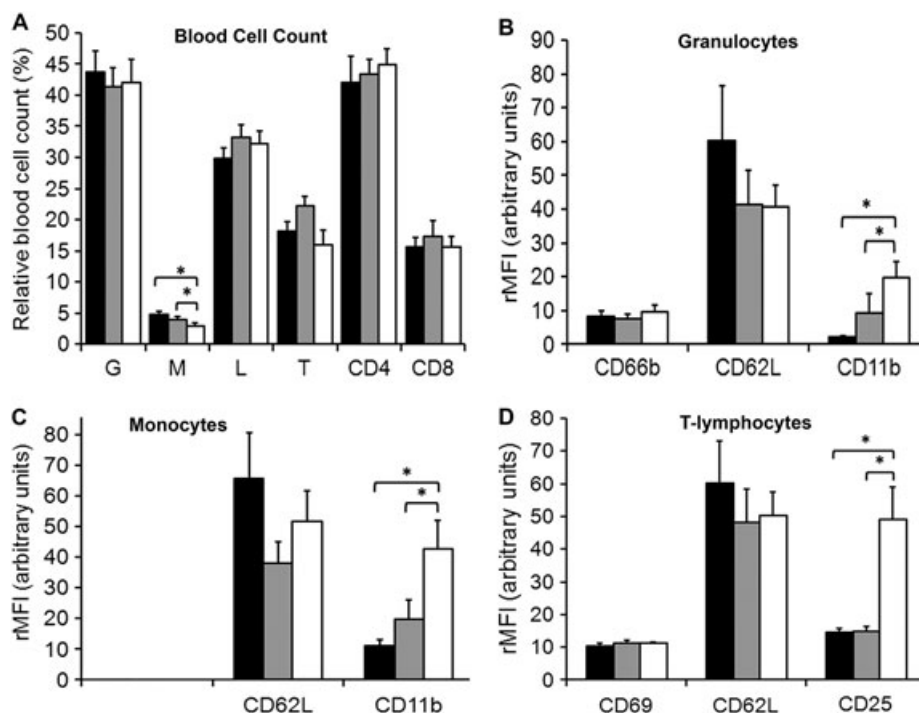 A
Blood Cell Count
Relative blood cell count (%)
50
45
40
35
30
25
20
15
10
5
0
*
*
G M L T CD4 CD8
B
Granulocytes
rMFI (arbitrary units)
90
80
70
60
50
40
30
20
10
0
*
*
CD66b CD62L CD11b
C
Monocytes
rMFI (arbitrary units)
80
70
60
50
40
30
20
10
0
*
*
CD62L CD11b
D
T-lymphocytes
rMFI (arbitrary units)
80
70
60
50
40
30
20
10
0
*
*
CD69 CD62L CD25